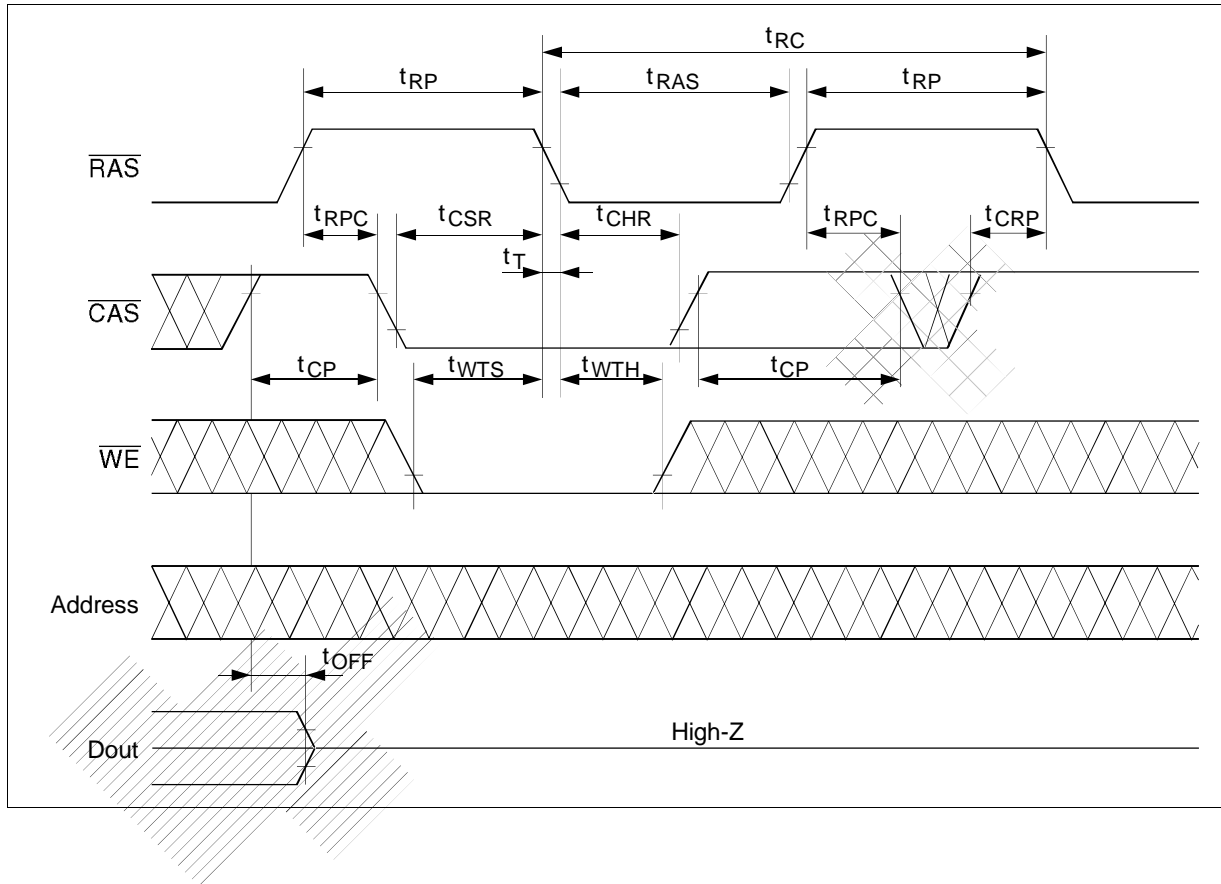 tRC
tRP tRAS tRP
RAS
tRPC tCSR tCHR tRPC tCRP
tT
CAS
tCP tWTS tWTH tCP
WE
Address
tOFF
High-Z
Dout